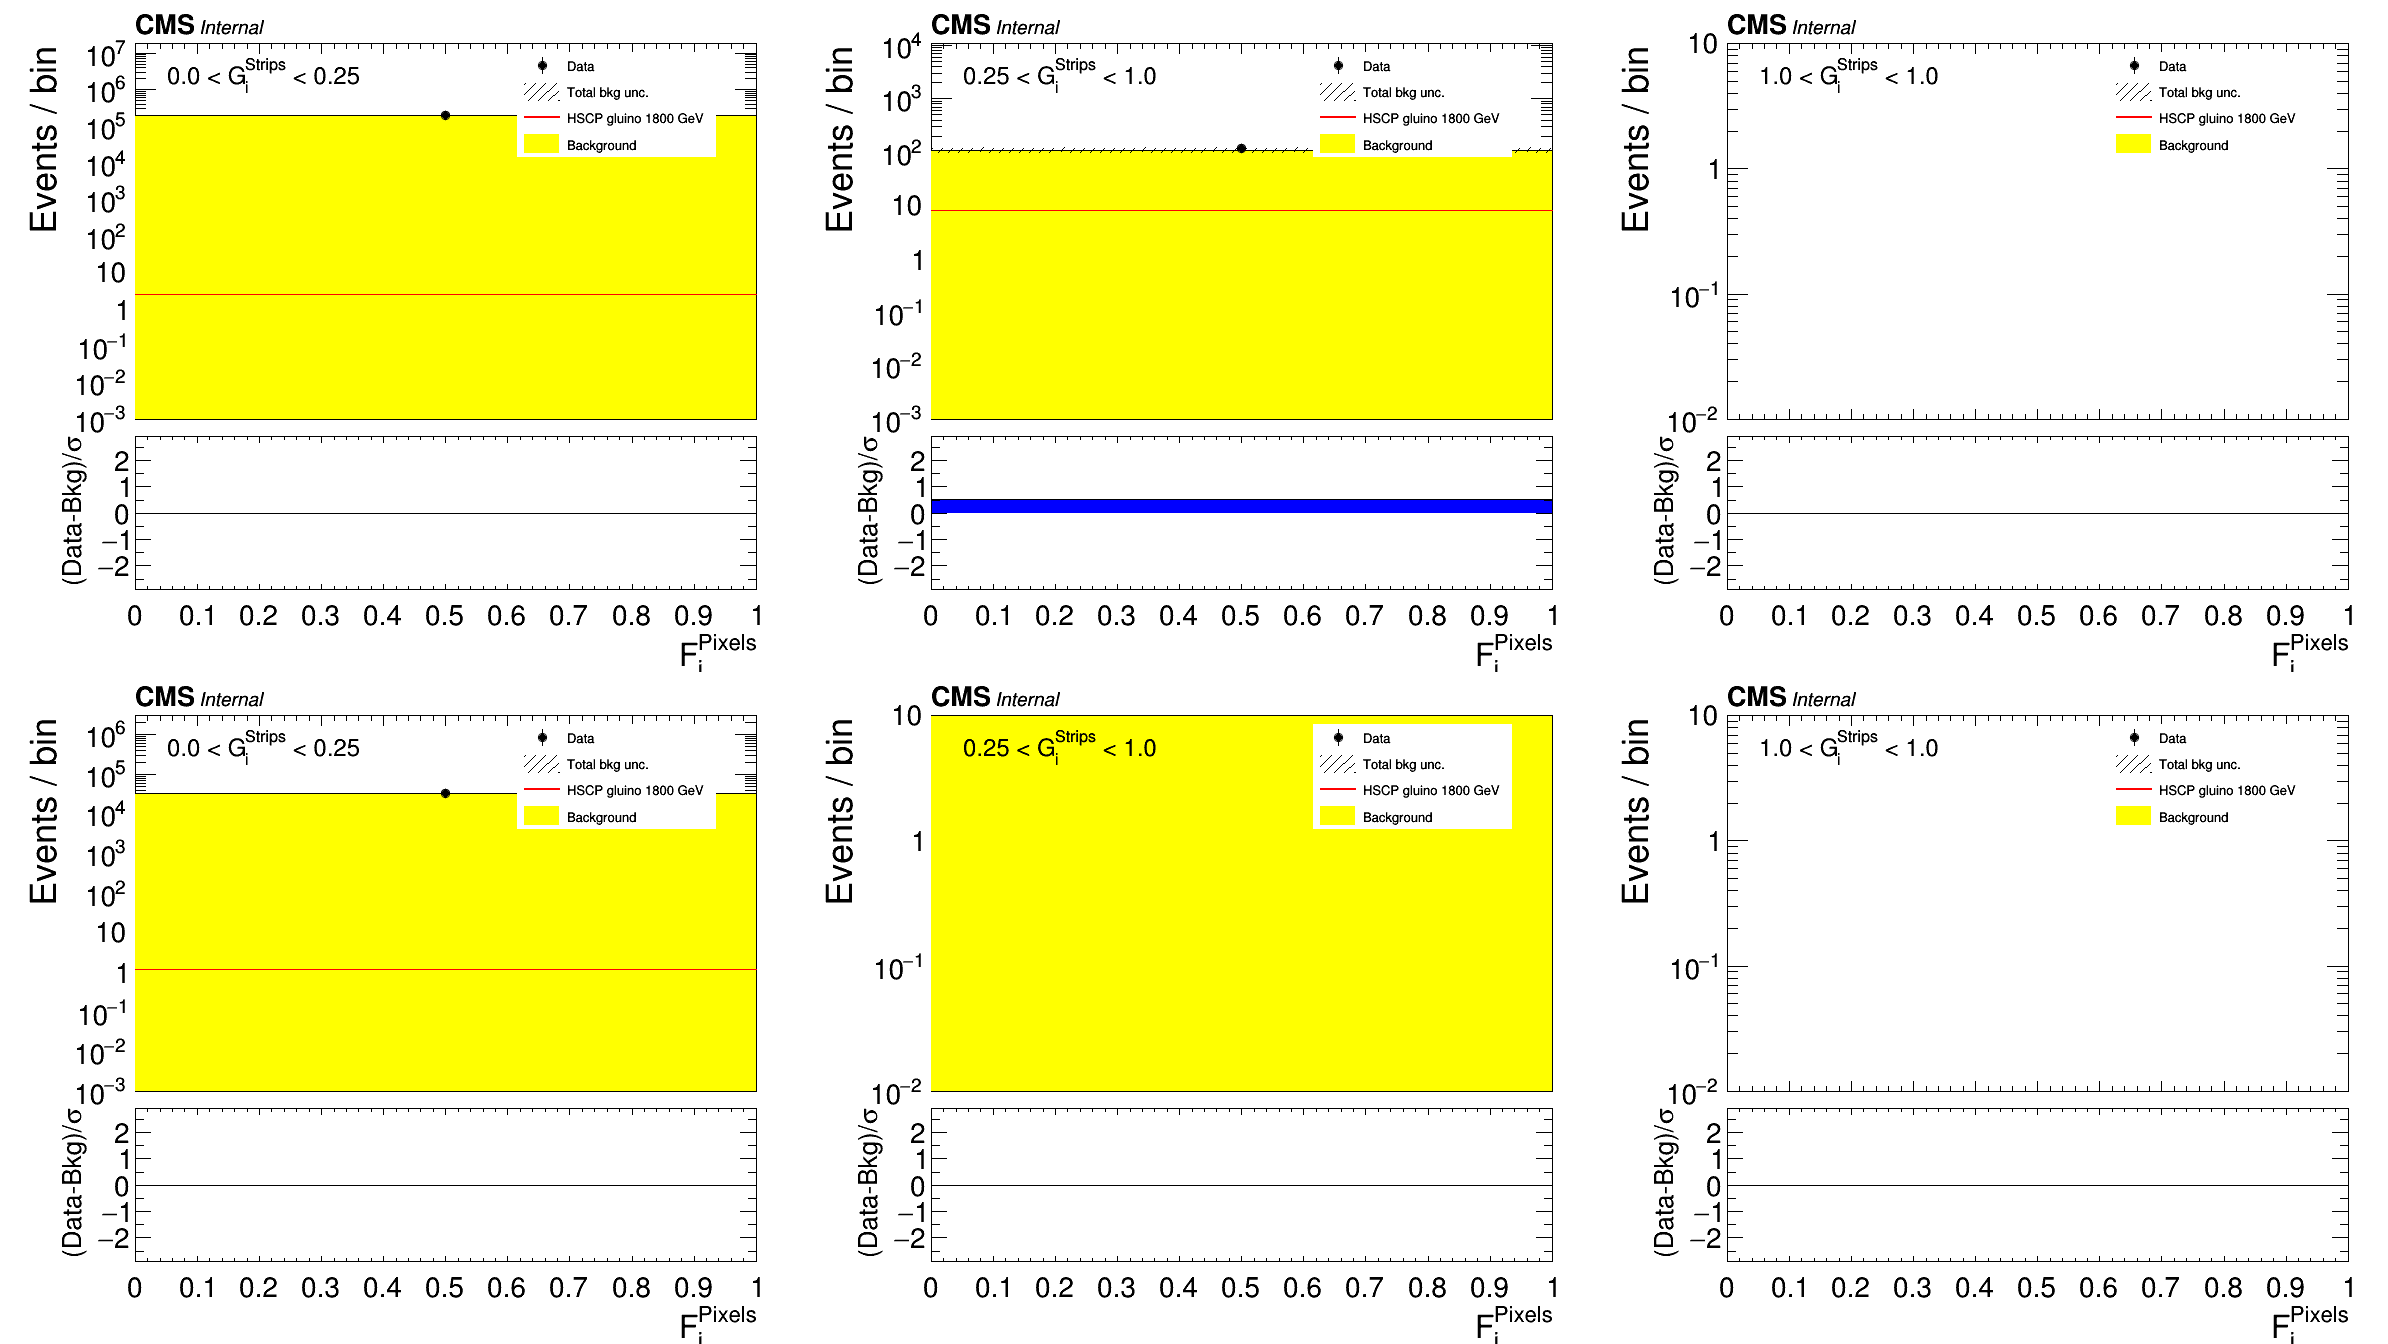 CMS Internal
Events / bin
10^7
10^6
10^5
10^4
10^3
10^2
10
1
10^−1
10^−2
10^−3
0.0 < G_i^Strips < 0.25
Data
Total bkg unc.
HSCP gluino 1800 GeV
Background
(Data-Bkg)/σ
2
1
0
−1
−2
0 0.1 0.2 0.3 0.4 0.5 0.6 0.7 0.8 0.9 1
F_i^Pixels
CMS Internal
Events / bin
10^4
10^3
10^2
10
1
10^−1
10^−2
10^−3
0.25 < G_i^Strips < 1.0
Data
Total bkg unc.
HSCP gluino 1800 GeV
Background
(Data-Bkg)/σ
2
1
0
−1
−2
0 0.1 0.2 0.3 0.4 0.5 0.6 0.7 0.8 0.9 1
F_i^Pixels
CMS Internal
Events / bin
10
1
10^−1
10^−2
1.0 < G_i^Strips < 1.0
Data
Total bkg unc.
HSCP gluino 1800 GeV
Background
(Data-Bkg)/σ
2
1
0
−1
−2
0 0.1 0.2 0.3 0.4 0.5 0.6 0.7 0.8 0.9 1
F_i^Pixels
CMS Internal
Events / bin
10^6
10^5
10^4
10^3
10^2
10
1
10^−1
10^−2
10^−3
0.0 < G_i^Strips < 0.25
Data
Total bkg unc.
HSCP gluino 1800 GeV
Background
(Data-Bkg)/σ
2
1
0
−1
−2
0 0.1 0.2 0.3 0.4 0.5 0.6 0.7 0.8 0.9 1
F_i^Pixels
CMS Internal
Events / bin
10
1
10^−1
10^−2
0.25 < G_i^Strips < 1.0
Data
Total bkg unc.
HSCP gluino 1800 GeV
Background
(Data-Bkg)/σ
2
1
0
−1
−2
0 0.1 0.2 0.3 0.4 0.5 0.6 0.7 0.8 0.9 1
F_i^Pixels
CMS Internal
Events / bin
10
1
10^−1
10^−2
1.0 < G_i^Strips < 1.0
Data
Total bkg unc.
HSCP gluino 1800 GeV
Background
(Data-Bkg)/σ
2
1
0
−1
−2
0 0.1 0.2 0.3 0.4 0.5 0.6 0.7 0.8 0.9 1
F_i^Pixels